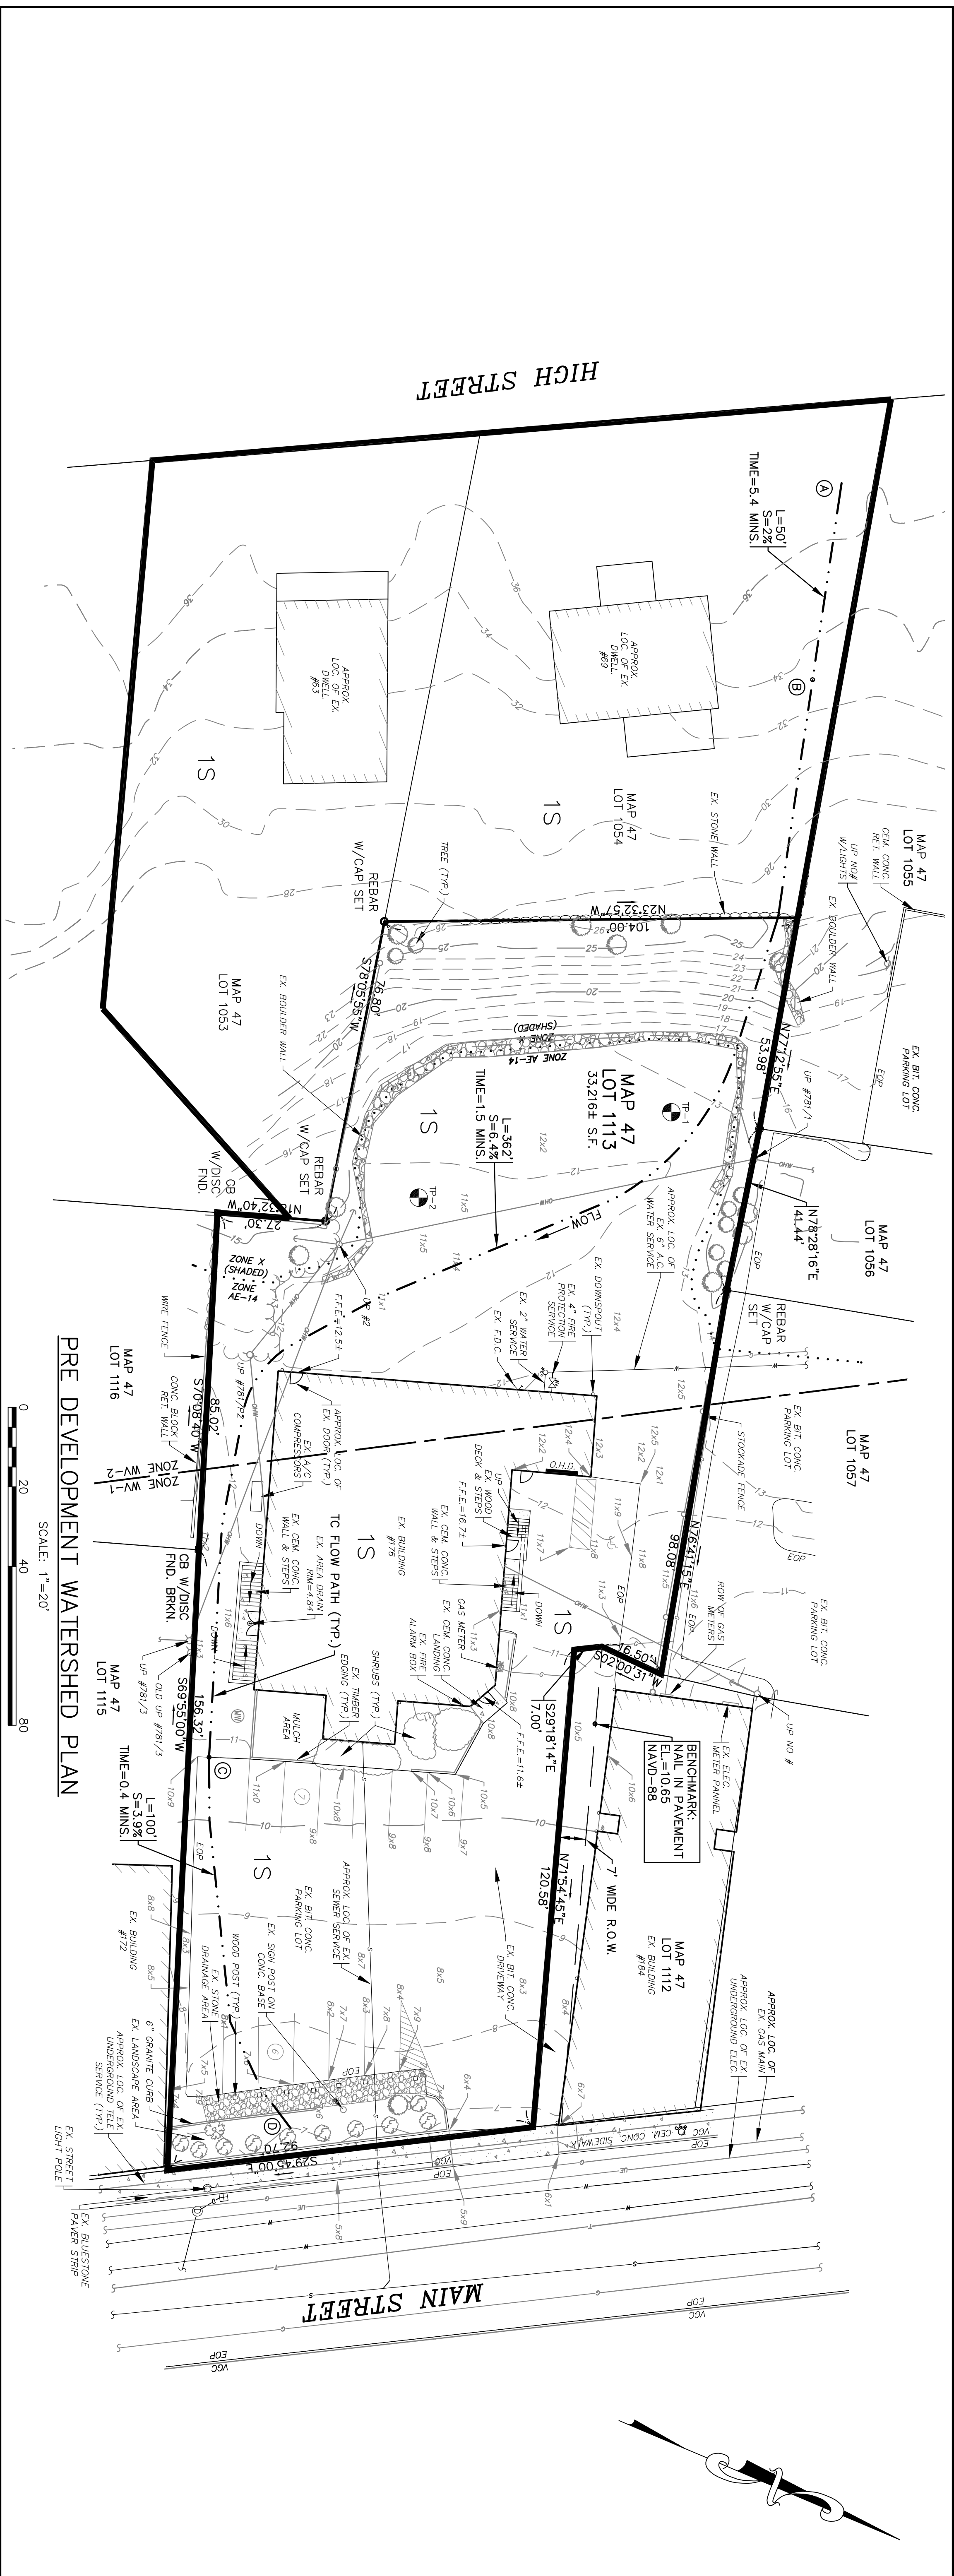 HIGH STREET
A
L=50'
S=2%
TIME=5.4 MINS.
B
MAP 47
LOT 1055
CEM. CONC.
RET. WALL
UP NO#
W/LIGHTS
EX. BOULDER WALL
EX. BIT. CONC.
PARKING LOT
EOP
APPROX.
LOC. OF EX.
DWELL.
#69
APPROX.
LOC. OF EX.
DWELL.
#63
1S
1S
MAP 47
LOT 1054
EX. STONE WALL
TREE (TYP.)
REBAR
W/CAP SET
N23°32'57"W
104.00'
S78°05'55"W
76.80'
MAP 47
LOT 1053
EX. BOULDER WALL
ZONE X
(SHADED)
ZONE AE-14
N77°12'55"E
53.98'
UP #781/1
MAP 47
LOT 1113
33,216± S.F.
TP-1
TP-2
1S
L=362'
S=6.4%
TIME=1.5 MINS.
FLOW
N78°28'16"E
41.44'
MAP 47
LOT 1056
REBAR
W/CAP
SET
REBAR
W/CAP SET
CB
W/DISC
FND.
27.30'
ZONE X
(SHADED)
ZONE
AE-14
WIRE FENCE
CONC. BLOCK
RET. WALL
MAP 47
LOT 1116
S70°08'40"W
85.02'
UP #2
UP #781/P2
F.F.E.=12.5±
APPROX. LOC. OF
EX. 6" A.C.
WATER SERVICE
EX. DOWNSPOUT
(TYP.)
EX. 4" FIRE
PROTECTION
SERVICE
EX. 2" WATER
SERVICE
EX. F.D.C.
APPROX. LOC. OF
EX. DOOR (TYP.)
EX. A/C
COMPRESSORS
ZONE WV-2
ZONE WV-1
EX. BIT. CONC.
PARKING LOT
MAP 47
LOT 1057
STOCKADE FENCE
N76°41'15"E
98.08'
O.H.D.
UP
EX. WOOD
DECK & STEPS
F.F.E.=16.7±
EX. CEM. CONC.
WALL & STEPS
DOWN
EX. BUILDING
#176
1S
1S
EX. CEM. CONC.
WALL & STEPS
EX. AREA DRAIN
RIM=4.84
TC FLOW PATH (TYP.)
DOWN
DOWN
CB W/DISC
FND. BRKN.
GAS METER
EX. CEM. CONC.
LANDING
EX. FIRE
ALARM BOX
SHRUBS (TYP.)
EX. TIMBER
EDGING (TYP.)
MULCH
AREA
F.F.E.=11.6±
ROW OF GAS
METERS
EX. BIT. CONC.
PARKING LOT
16.50'
S02°00'31"W
S29°18'14"E
7.00'
UP NO #
EX. ELEC.
METER PANNEL
BENCHMARK:
NAIL IN PAVEMENT
EL.=10.65
NAVD-88
MAP 47
LOT 1115
UP #781/3
OLD UP #781/3
S69°55'00"W
156.32'
C
L=100'
S=3.9%
TIME=0.4 MINS.
7
1S
7' WIDE R.O.W.
N71°54'45"E
120.58'
MAP 47
LOT 1112
EX. BUILDING
#184
EX. BIT. CONC.
DRIVEWAY
APPROX. LOC. OF EX.
SEWER SERVICE
EX. BIT. CONC.
PARKING LOT
EX. SIGN POST ON
CONC. BASE
WOOD POST (TYP.)
EX. STONE
DRAINAGE AREA
EX. BUILDING
#172
6
D
6" GRANITE CURB
EX. LANDSCAPE AREA
APPROX. LOC. OF EX.
UNDERGROUND TELE.
SERVICE (TYP.)
EX. STREET
LIGHT POLE
EX. BLUESTONE
PAVER STRIP
APPROX. LOC. OF EX.
UNDERGROUND ELEC.
APPROX. LOC. OF
EX. GAS MAIN
92.70'
S29°45'00"E
CEM. CONC. SIDEWALK
VGC
EOP
MAIN STREET
EOP
VGC
PRE DEVELOPMENT WATERSHED PLAN
0 20 40 80
SCALE: 1"=20'